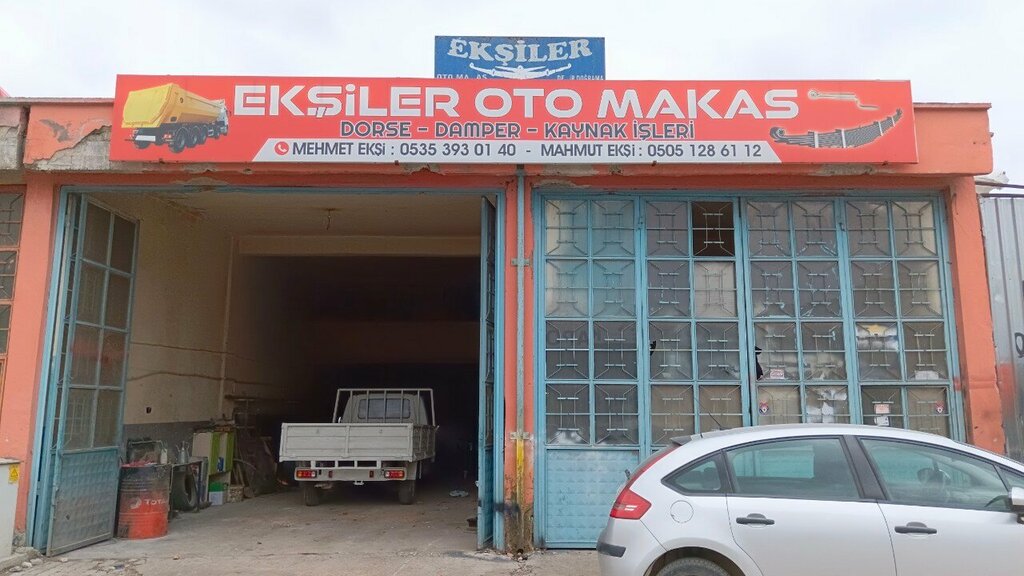 EKŞİLER
EKŞİLER OTO MAKAS
DORSE - DAMPER - KAYNAK İŞLERİ
MEHMET EKŞİ : 0535 393 01 40 - MAHMUT EKŞİ : 0505 128 61 12
TOTAL